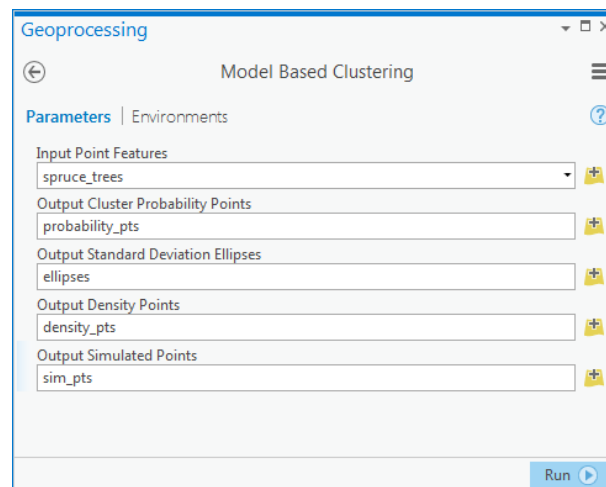 Geoprocessing
Model Based Clustering
Parameters | Environments
Input Point Features
spruce_trees
Output Cluster Probability Points
probability_pts
Output Standard Deviation Ellipses
ellipses
Output Density Points
density_pts
Output Simulated Points
sim_pts
Run